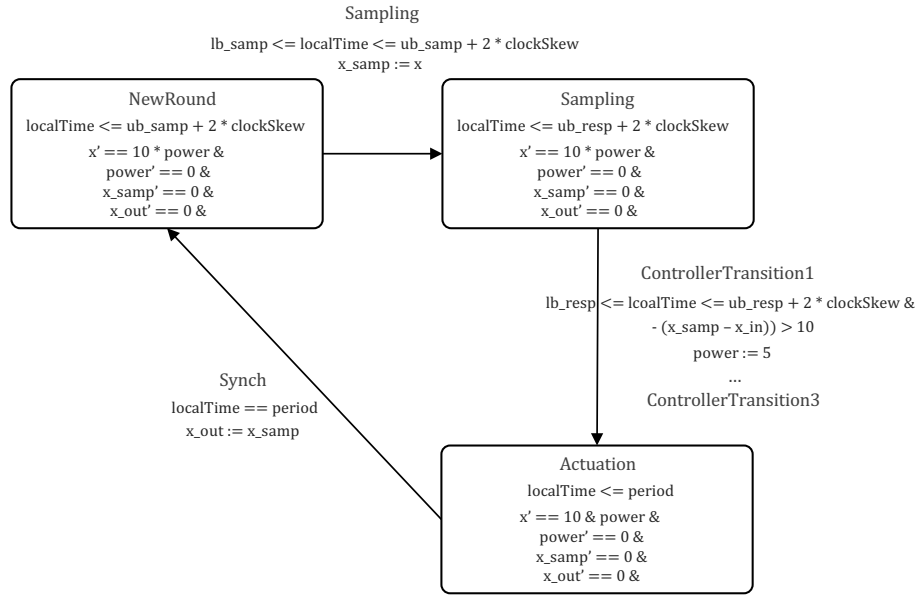 Sampling
lb_samp <= localTime <= ub_samp + 2 * clockSkew
x_samp := x
NewRound
localTime <= ub_samp + 2 * clockSkew
x’ == 10 * power &
power’ == 0 &
x_samp’ == 0 &
x_out’ == 0 &
Sampling
localTime <= ub_resp + 2 * clockSkew
x’ == 10 * power &
power’ == 0 &
x_samp’ == 0 &
x_out’ == 0 &
ControllerTransition1
lb_resp <= lcoalTime <= ub_resp + 2 * clockSkew &
- (x_samp – x_in)) > 10
power := 5
…
ControllerTransition3
Synch
localTime == period
x_out := x_samp
Actuation
localTime <= period
x’ == 10 & power &
power’ == 0 &
x_samp’ == 0 &
x_out’ == 0 &